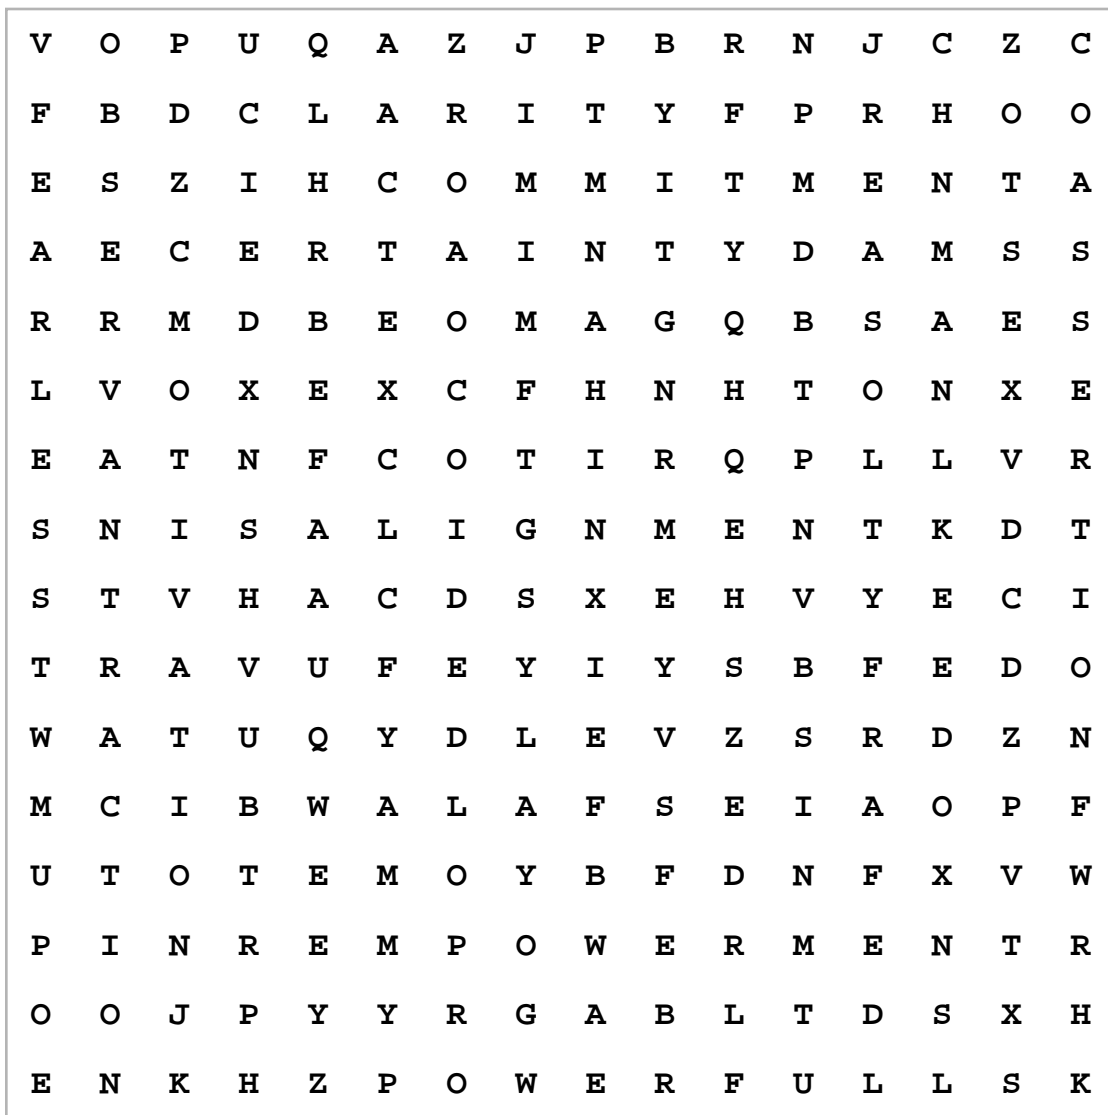 V O P U Q A Z J P B R N J C Z C
F B D C L A R I T Y F P R H O O
E S Z I H C O M M I T M E N T A
A E C E R T A I N T Y D A M S S
R R M D B E O M A G Q B S A E S
L V O X E X C F H N H T O N X E
E A T N F C O T I R Q P L L V R
S N I S A L I G N M E N T K D T
S T V H A C D S X E H V Y E C I
T R A V U F E Y I Y S B F E D O
W A T U Q Y D L E V Z S R D Z N
M C I B W A L A F S E I A O P F
U T O T E M O Y B F D N F X V W
P I N R E M P O W E R M E N T R
O O J P Y Y R G A B L T D S X H
E N K H Z P O W E R F U L L S K